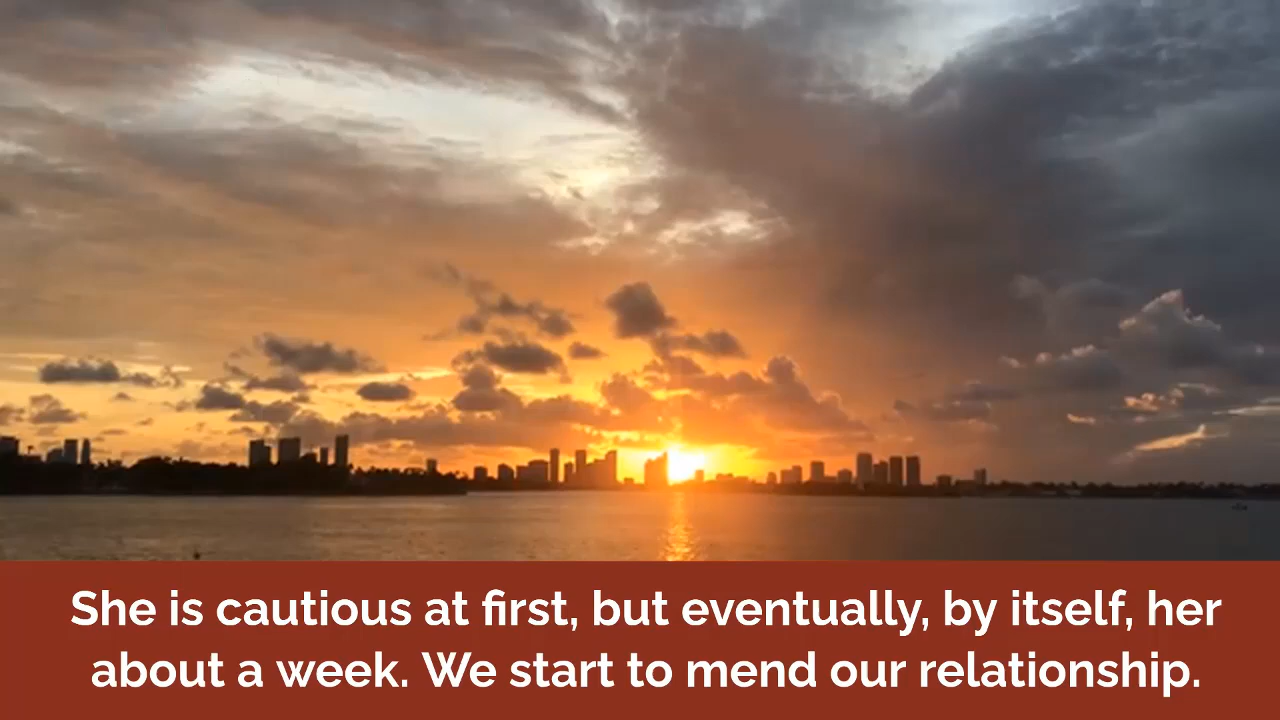 She is cautious at first, but eventually, by itself, her
about a week. We start to mend our relationship.